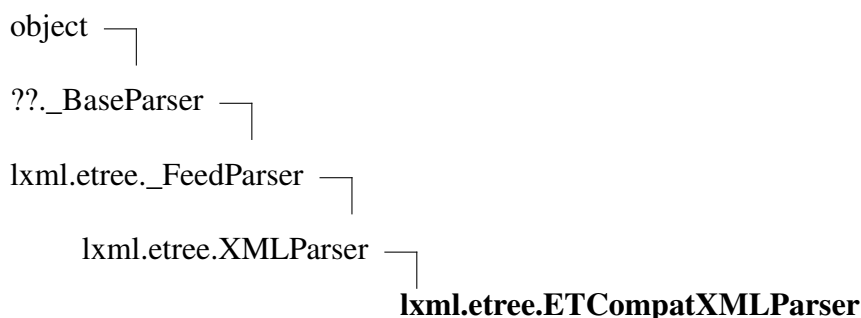 object
??._BaseParser
lxml.etree._FeedParser
lxml.etree.XMLParser
lxml.etree.ETCompatXMLParser